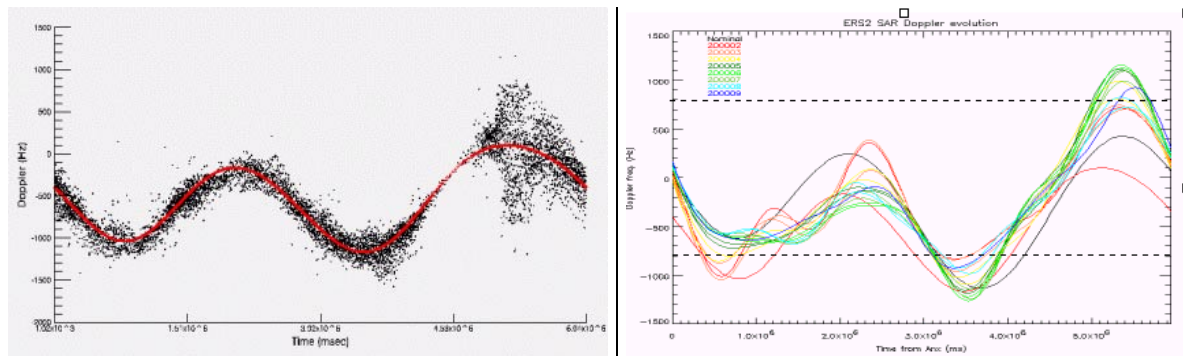 1500
1000
500
0
-500
-1000
1500
-2000
Doppler (Hz)
Time (msec)
ERS2 SAR Doppler evolution
Nominal
200002
200003
200005
200006
200007
200008
200009
1500
1000
500
0
-500
-1000
-1500
Doppler freq (Hz)
0
1.0x10^6
2.0x10^6
3.0x10^6
4.0x10^6
5.0x10^6
Time from Anx (ms)